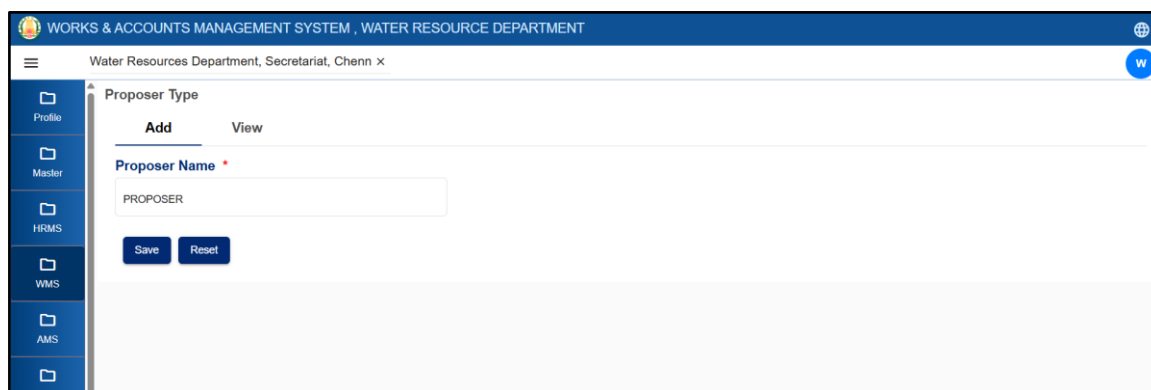 WORKS & ACCOUNTS MANAGEMENT SYSTEM , WATER RESOURCE DEPARTMENT
Water Resources Department, Secretariat, Chenn ×
W
Profile
Master
HRMS
WMS
AMS
Proposer Type
Add View
Proposer Name *
PROPOSER
Save Reset